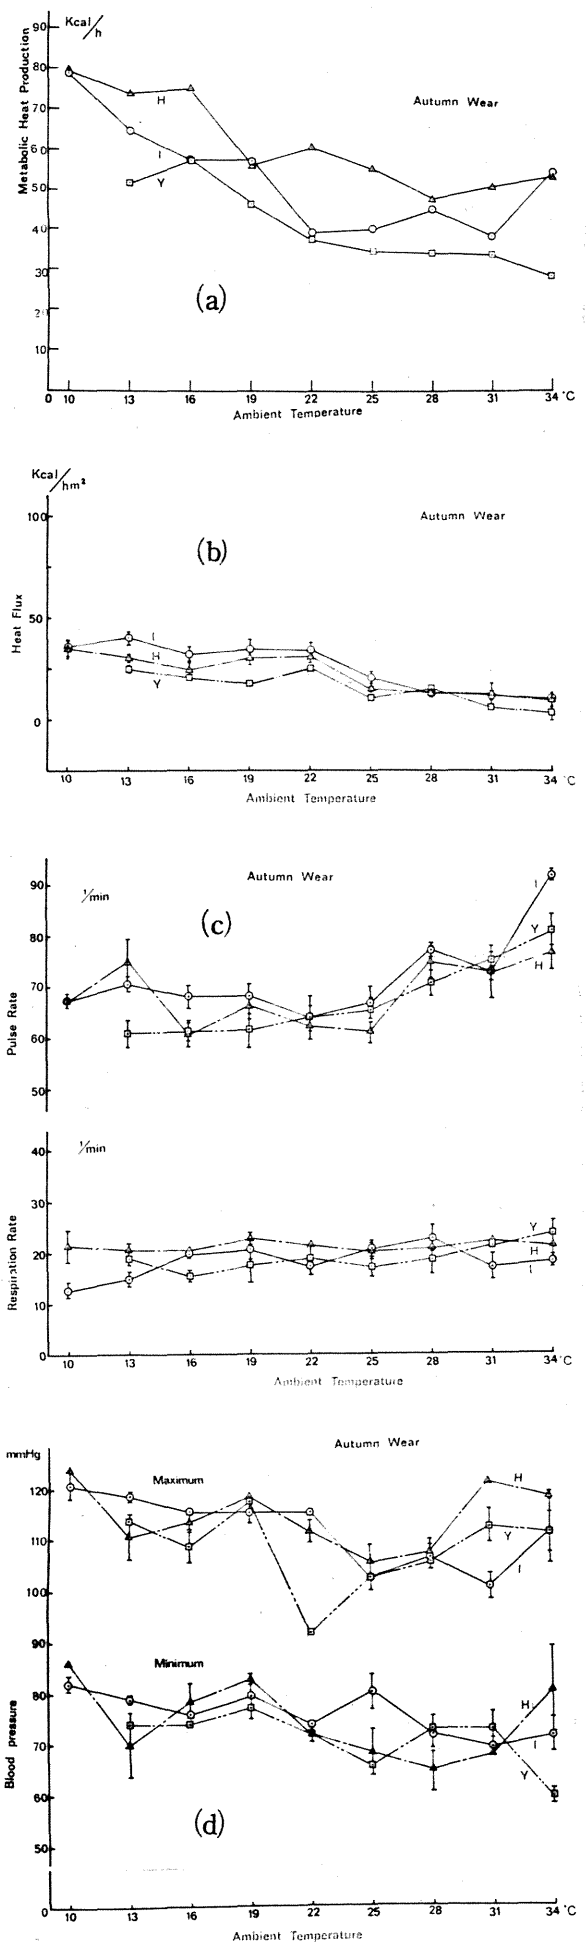 Kcal/h
Metabolic Heat Production
90
80
70
60
50
40
30
20
10
0
Autumn Wear
H
I
Y
(a)
10 13 16 19 22 25 28 31 34 °C
Ambient Temperature
Kcal/hm²
Heat Flux
100
50
0
Autumn Wear
(b)
I
H
Y
10 13 16 19 22 25 28 31 34 °C
Ambient Temperature
Pulse Rate
1/min
90
80
70
60
50
Autumn Wear
(c)
I
Y
H
Respiration Rate
1/min
40
30
20
10
0
Y
H
I
10 13 16 19 22 25 28 31 34 °C
Ambient Temperature
mmHg
Blood pressure
120
110
100
90
80
70
60
50
0
Autumn Wear
Maximum
H
Y
I
Minimum
H
I
Y
(d)
10 13 16 19 22 25 28 31 34 °C
Ambient Temperature